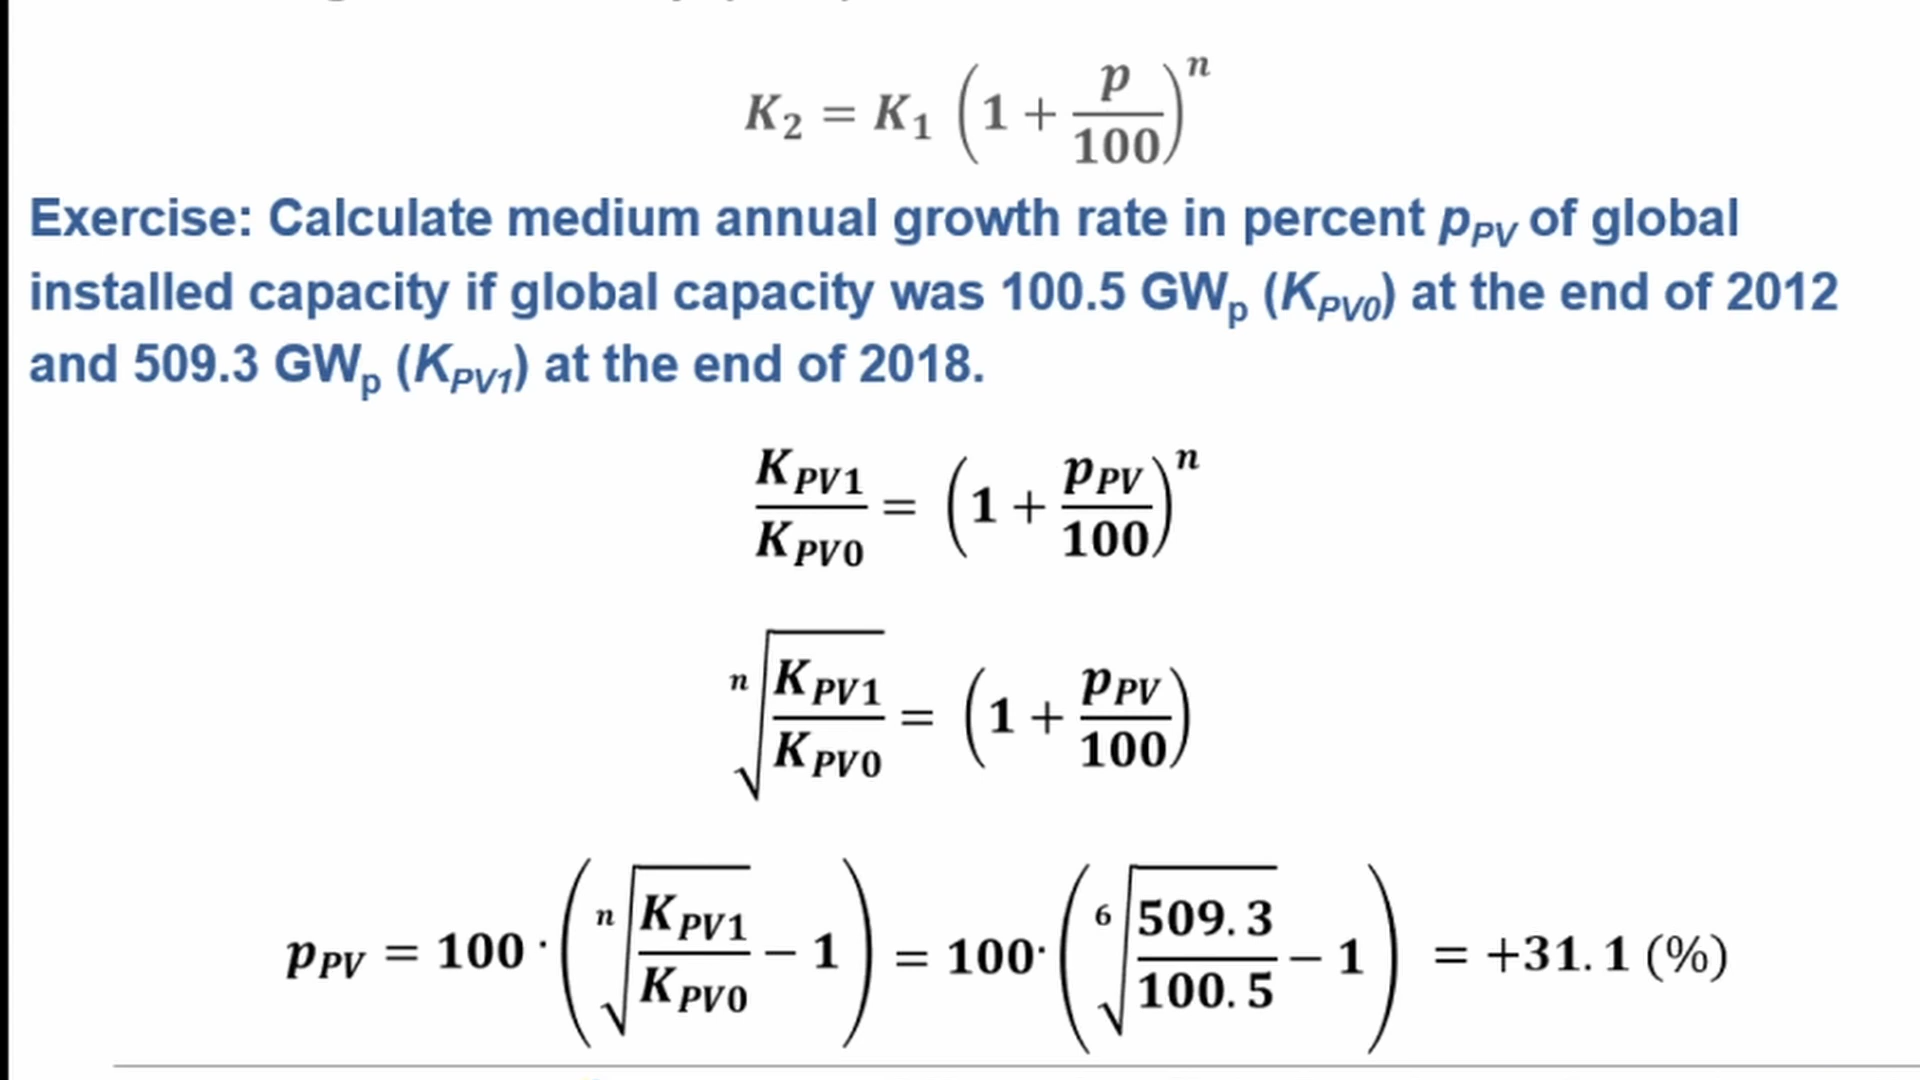 K₂ = K₁ (1 + p/100)ⁿ
Exercise: Calculate medium annual growth rate in percent p_PV of global
installed capacity if global capacity was 100.5 GWₚ (K_PV0) at the end of 2012
and 509.3 GWₚ (K_PV1) at the end of 2018.
K_PV1/K_PV0 = (1 + p_PV/100)ⁿ
ⁿ√(K_PV1/K_PV0) = (1 + p_PV/100)
p_PV = 100 · (ⁿ√(K_PV1/K_PV0) − 1) = 100· (⁶√(509.3/100.5) − 1) = +31.1 (%)